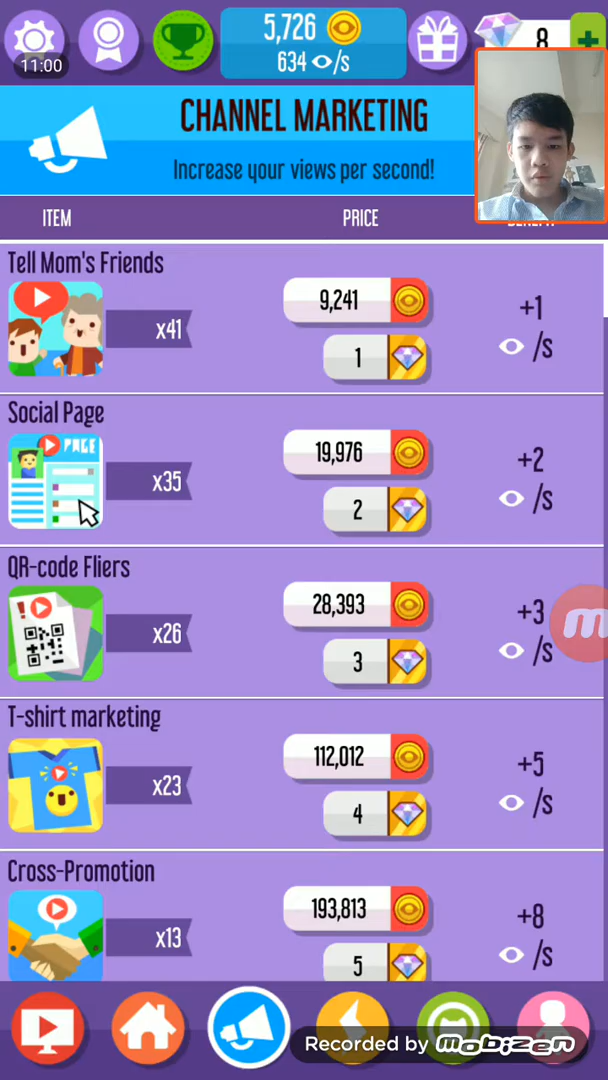 5,726
634 /s
8
11:00
CHANNEL MARKETING
Increase your views per second!
ITEM
PRICE
Tell Mom's Friends
x41
9,241
1
+1
/s
Social Page
PAGE
x35
19,976
2
+2
/s
QR-code Fliers
x26
28,393
3
+3
/s
T-shirt marketing
x23
112,012
4
+5
/s
Cross-Promotion
x13
193,813
5
+8
/s
Recorded by mobizen